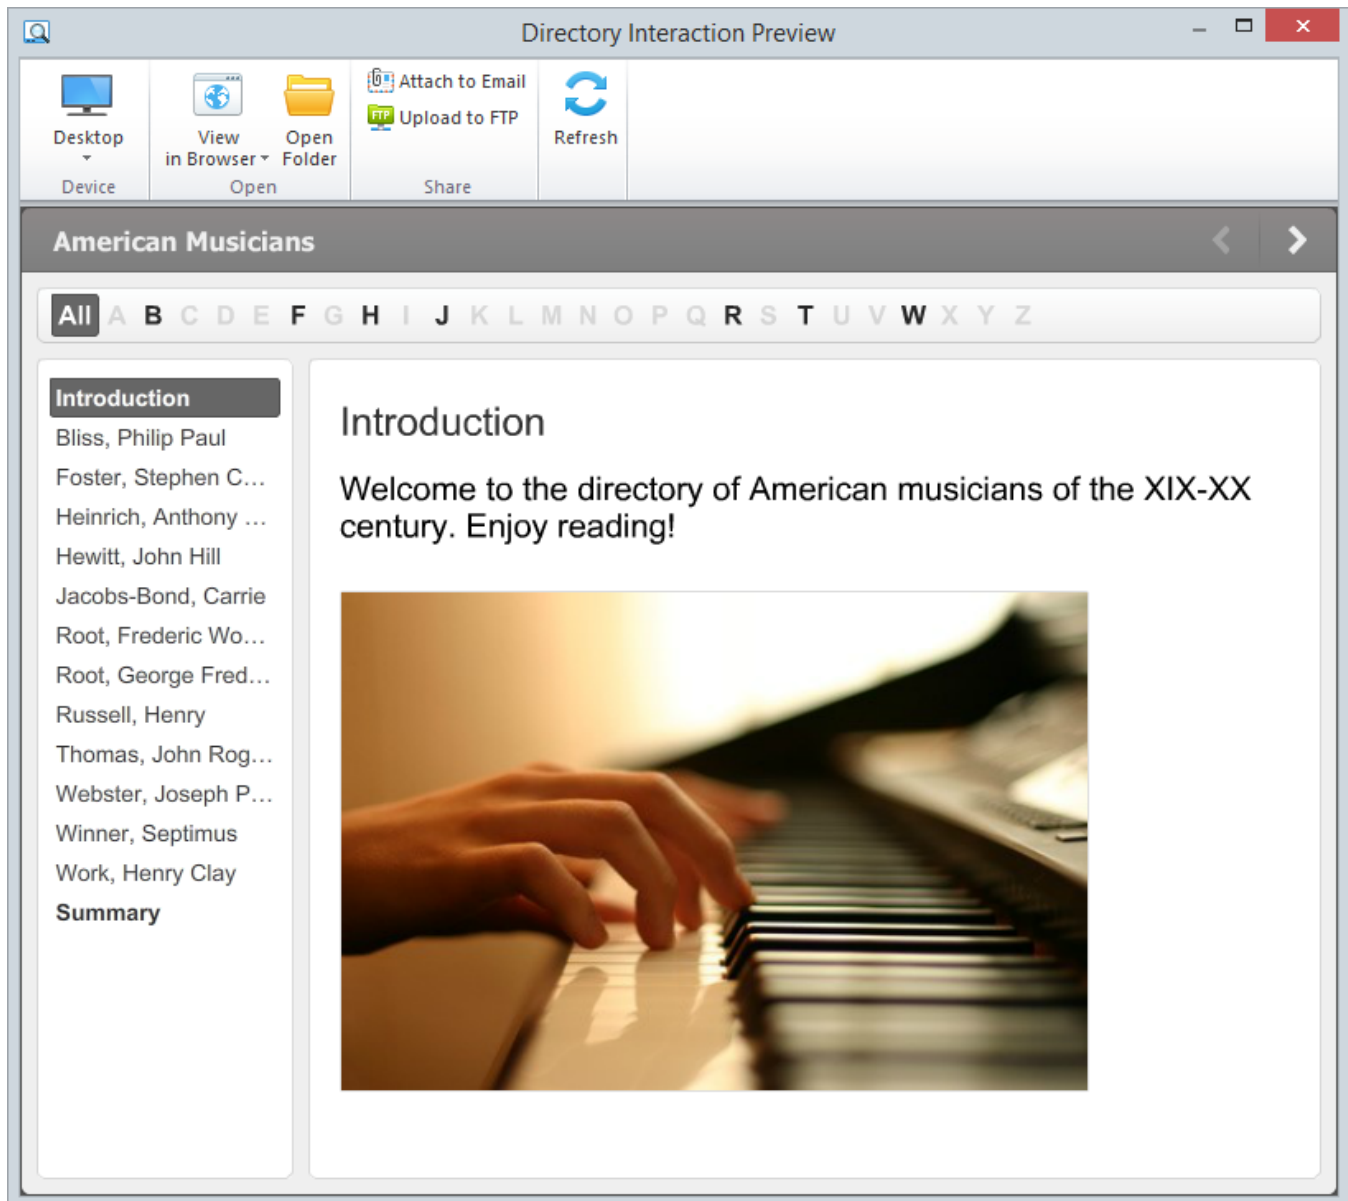 Directory Interaction Preview
Desktop
View
in Browser
Open
Folder
Attach to Email
FTP Upload to FTP
Refresh
Device
Open
Share
American Musicians
All A B C D E F G H I J K L M N O P Q R S T U V W X Y Z
Introduction
Bliss, Philip Paul
Foster, Stephen C...
Heinrich, Anthony ...
Hewitt, John Hill
Jacobs-Bond, Carrie
Root, Frederic Wo...
Root, George Fred...
Russell, Henry
Thomas, John Rog...
Webster, Joseph P...
Winner, Septimus
Work, Henry Clay
Summary
Introduction
Welcome to the directory of American musicians of the XIX-XX
century. Enjoy reading!